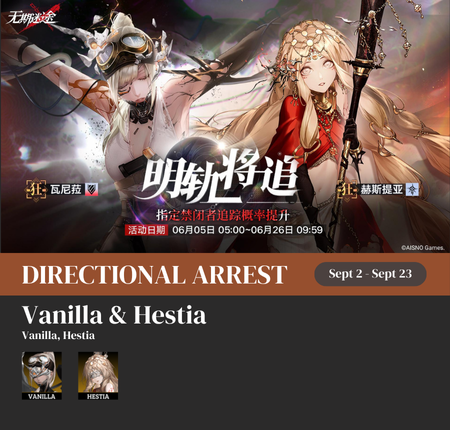 无期迷途
狂 瓦尼菈
狂 赫斯提亚
明轨将追
指定禁闭者追踪概率提升
活动日期 06月05日 05:00~06月26日 09:59
©AISNO Games.
DIRECTIONAL ARREST
Sept 2 - Sept 23
Vanilla & Hestia
Vanilla, Hestia
VANILLA
HESTIA